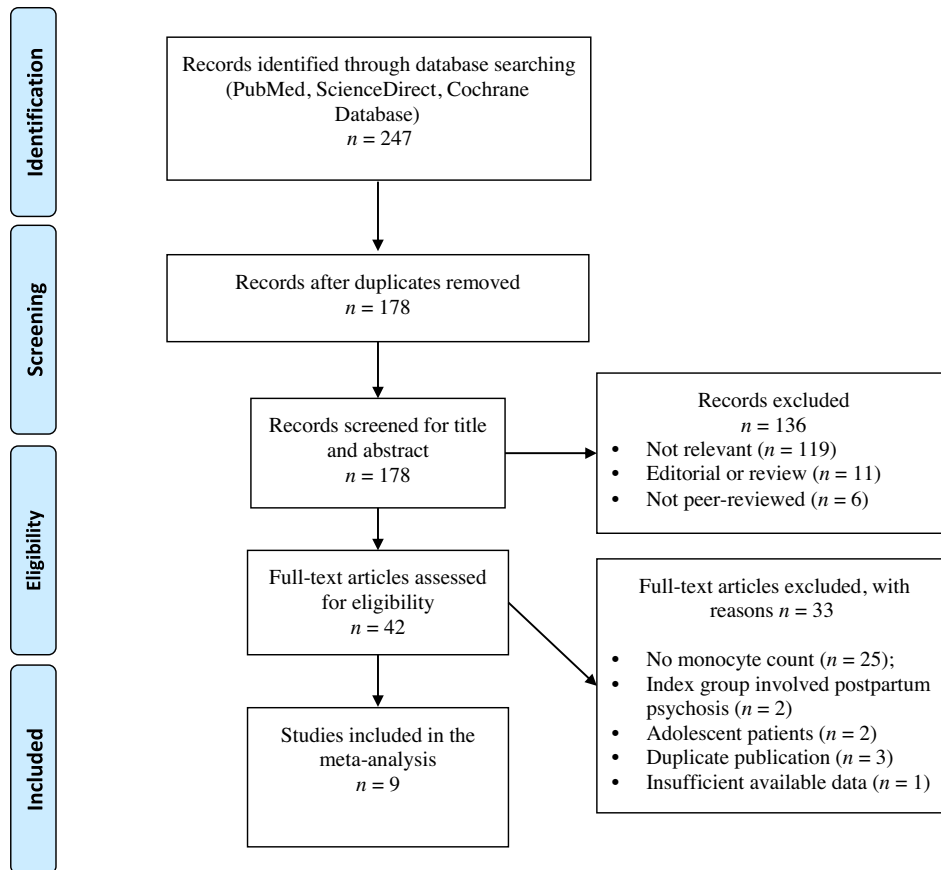 Identification
Records identified through database searching
(PubMed, ScienceDirect, Cochrane
Database)
n = 247
Screening
Records after duplicates removed
n = 178
Records screened for title
and abstract
n = 178
Records excluded
n = 136
• Not relevant (n = 119)
• Editorial or review (n = 11)
• Not peer-reviewed (n = 6)
Eligibility
Full-text articles assessed
for eligibility
n = 42
Full-text articles excluded, with
reasons n = 33
• No monocyte count (n = 25);
• Index group involved postpartum
psychosis (n = 2)
• Adolescent patients (n = 2)
• Duplicate publication (n = 3)
• Insufficient available data (n = 1)
Included
Studies included in the
meta-analysis
n = 9